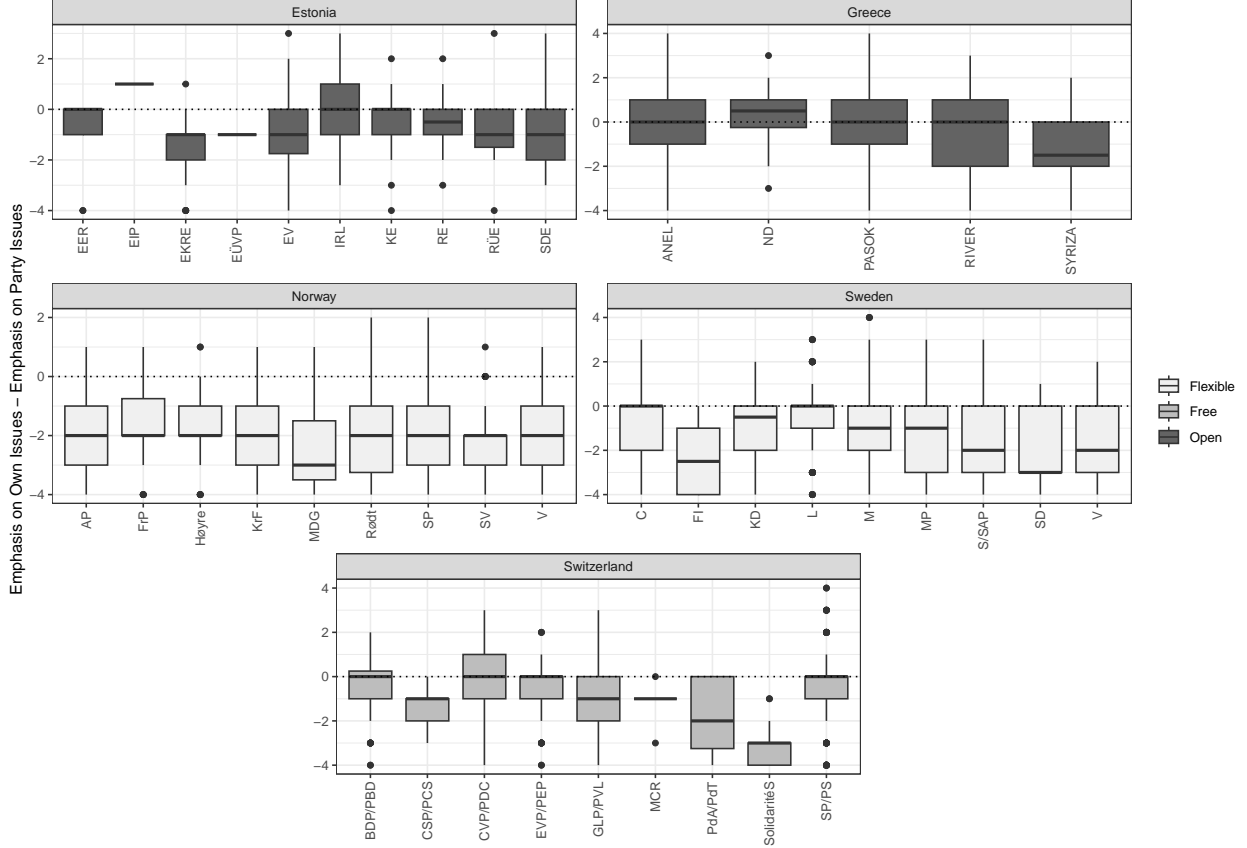 Estonia
Greece
Emphasis on Own Issues − Emphasis on Party Issues
2
0
−2
−4
EER
EIP
EKRE
EÜVP
EV
IRL
KE
RE
RÜE
SDE
4
2
0
−2
−4
ANEL
ND
PASOK
RIVER
SYRIZA
Norway
Sweden
2
0
−2
−4
AP
FrP
Høyre
KrF
MDG
Rødt
SP
SV
V
4
2
0
−2
−4
C
FI
KD
L
M
MP
S/SAP
SD
V
Flexible
Free
Open
Switzerland
4
2
0
−2
−4
BDP/PBD
CSP/PCS
CVP/PDC
EVP/PEP
GLP/PVL
MCR
PdA/PdT
SolidaritéS
SP/PS